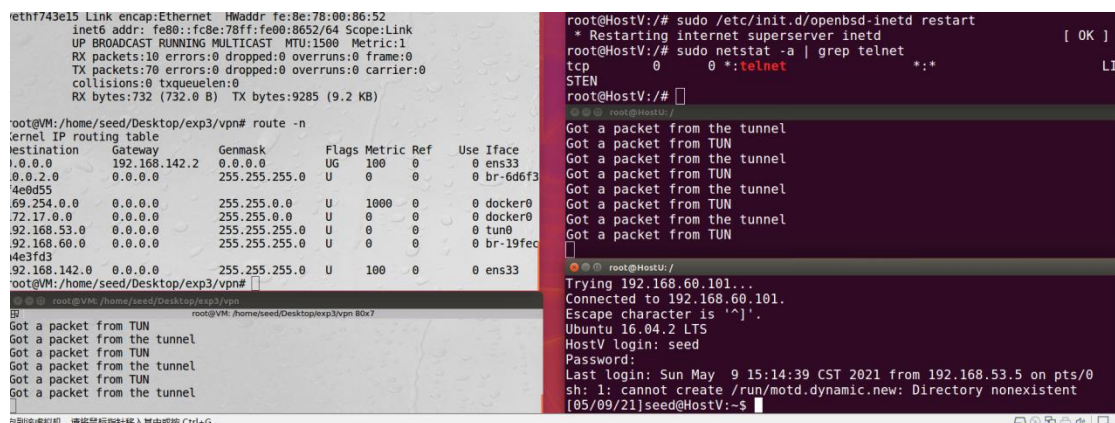 vethf743e15 Link encap:Ethernet  HWaddr fe:8e:78:00:86:52
inet6 addr: fe80::fc8e:78ff:fe00:8652/64 Scope:Link
UP BROADCAST RUNNING MULTICAST  MTU:1500  Metric:1
RX packets:10 errors:0 dropped:0 overruns:0 frame:0
TX packets:70 errors:0 dropped:0 overruns:0 carrier:0
collisions:0 txqueuelen:0
RX bytes:732 (732.0 B)  TX bytes:9285 (9.2 KB)
root@VM:/home/seed/Desktop/exp3/vpn# route -n
Kernel IP routing table
Destination     Gateway         Genmask         Flags Metric Ref    Use Iface
0.0.0.0         192.168.142.2   0.0.0.0         UG    100    0        0 ens33
10.0.2.0        0.0.0.0         255.255.255.0   U     0      0        0 br-6d6f3
f4e0d55
169.254.0.0     0.0.0.0         255.255.0.0     U     1000   0        0 docker0
172.17.0.0      0.0.0.0         255.255.0.0     U     0      0        0 docker0
192.168.53.0    0.0.0.0         255.255.255.0   U     0      0        0 tun0
192.168.60.0    0.0.0.0         255.255.255.0   U     0      0        0 br-19fec
a4e3fd3
192.168.142.0   0.0.0.0         255.255.255.0   U     100    0        0 ens33
root@VM:/home/seed/Desktop/exp3/vpn#
root@VM: /home/seed/Desktop/exp3/vpn
root@VM: /home/seed/Desktop/exp3/vpn 80x7
Got a packet from TUN
Got a packet from the tunnel
Got a packet from TUN
Got a packet from the tunnel
Got a packet from TUN
Got a packet from the tunnel
root@HostV:/# sudo /etc/init.d/openbsd-inetd restart
* Restarting internet superserver inetd [ OK ]
root@HostV:/# sudo netstat -a | grep telnet
tcp        0      0 *:telnet                *:*                     LI
STEN
root@HostV:/#
root@HostU: /
Got a packet from the tunnel
Got a packet from TUN
Got a packet from the tunnel
Got a packet from TUN
Got a packet from the tunnel
Got a packet from TUN
Got a packet from the tunnel
Got a packet from TUN
root@HostU: /
Trying 192.168.60.101...
Connected to 192.168.60.101.
Escape character is '^]'.
Ubuntu 16.04.2 LTS
HostV login: seed
Password:
Last login: Sun May  9 15:14:39 CST 2021 from 192.168.53.5 on pts/0
sh: 1: cannot create /run/motd.dynamic.new: Directory nonexistent
[05/09/21]seed@HostV:~$